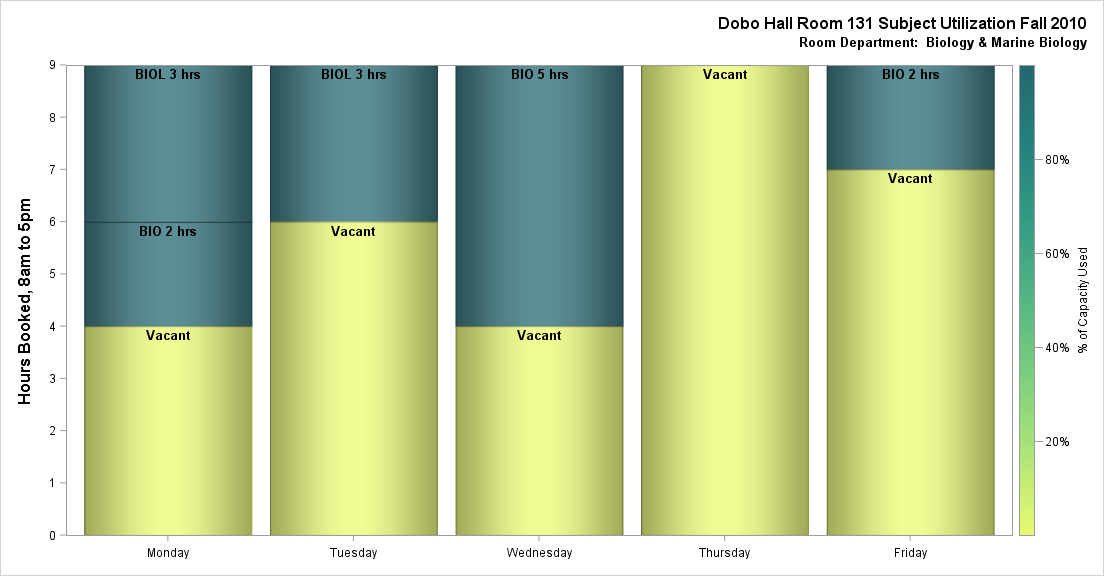 Dobo Hall Room 131 Subject Utilization Fall 2010
Room Department:  Biology & Marine Biology
Hours Booked, 8am to 5pm
9
8
7
6
5
4
3
2
1
0
BIOL 3 hrs
BIO 2 hrs
Vacant
BIOL 3 hrs
Vacant
BIO 5 hrs
Vacant
Vacant
BIO 2 hrs
Vacant
Monday
Tuesday
Wednesday
Thursday
Friday
80%
60%
40%
20%
% of Capacity Used